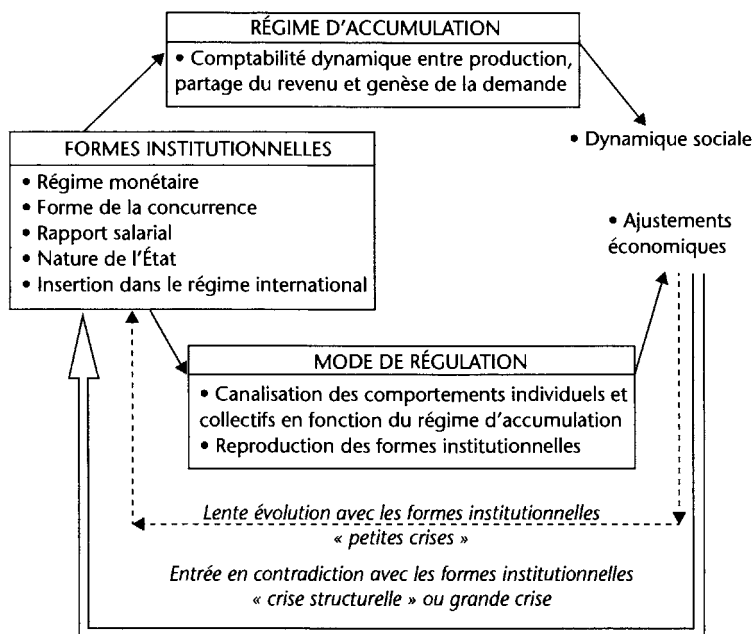 RÉGIME D'ACCUMULATION
• Comptabilité dynamique entre production,
partage du revenu et genèse de la demande
FORMES INSTITUTIONNELLES
• Régime monétaire
• Forme de la concurrence
• Rapport salarial
• Nature de l'État
• Insertion dans le régime international
• Dynamique sociale
• Ajustements
économiques
MODE DE RÉGULATION
• Canalisation des comportements individuels et
collectifs en fonction du régime d'accumulation
• Reproduction des formes institutionnelles
Lente évolution avec les formes institutionnelles
« petites crises »
Entrée en contradiction avec les formes institutionnelles
« crise structurelle » ou grande crise